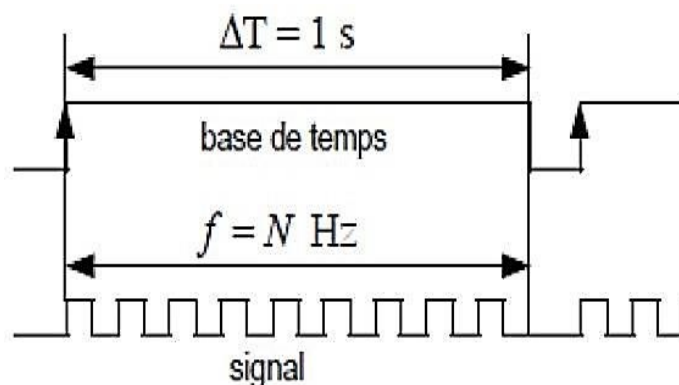 ΔT = 1 s
base de temps
f = N Hz
signal